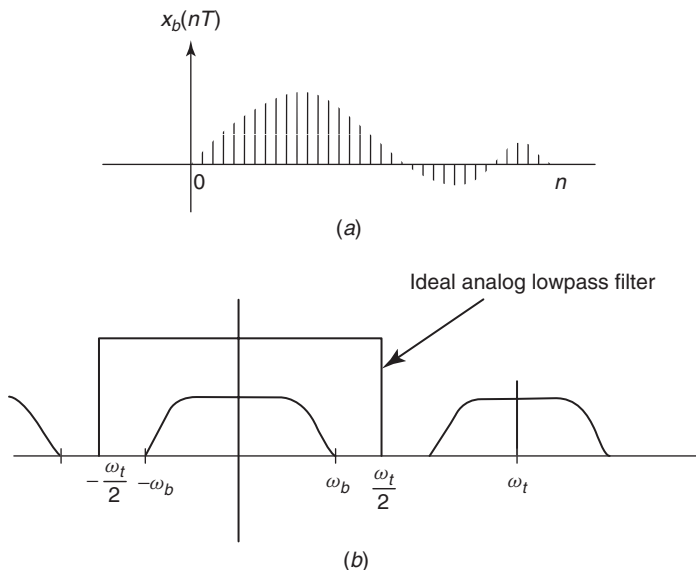 x_b(nT)
0
n
(a)
Ideal analog lowpass filter
-ω_t/2
-ω_b
ω_b
ω_t/2
ω_t
(b)